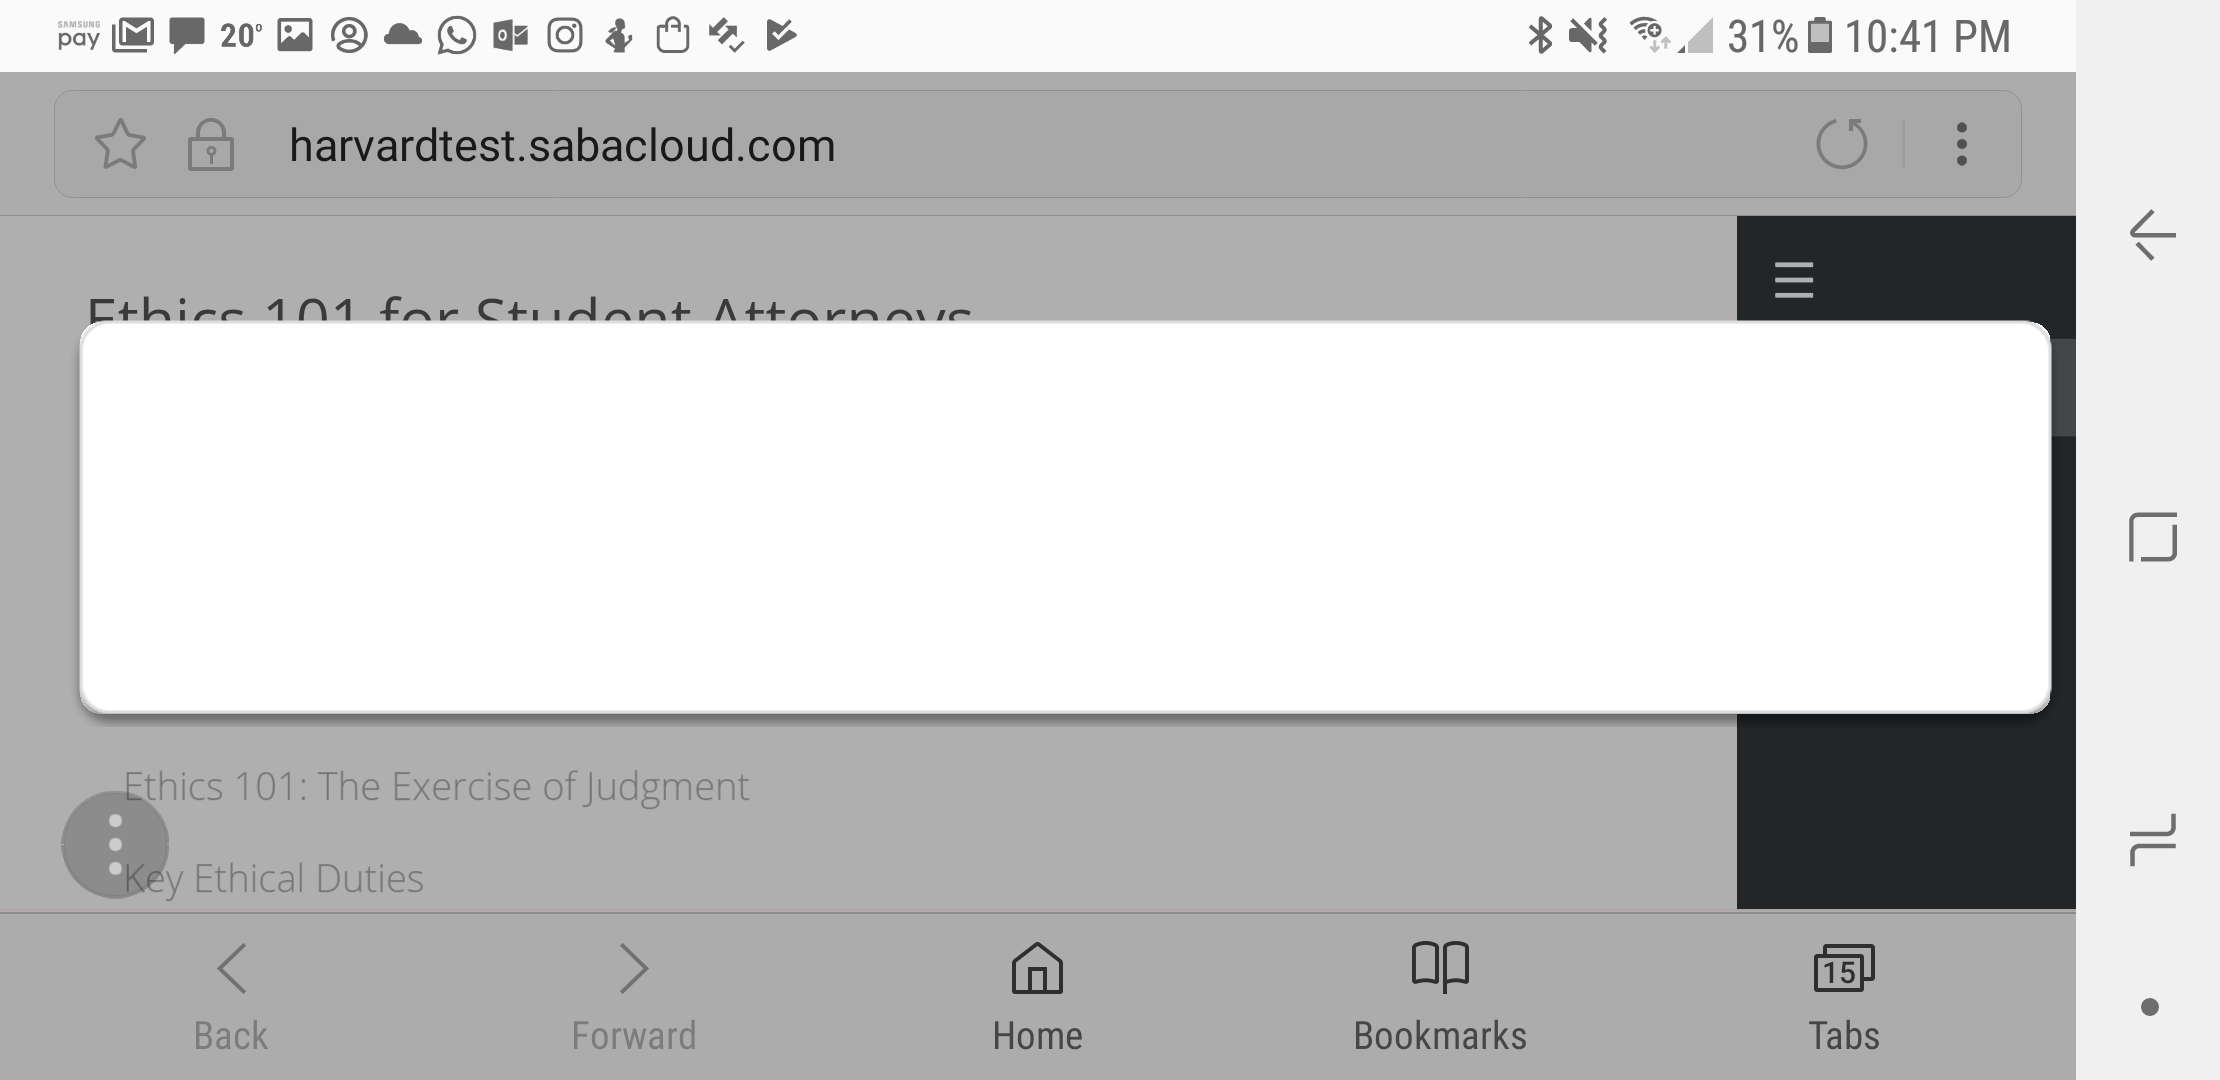 SAMSUNG
pay
20°
31%
10:41 PM
harvardtest.sabacloud.com
Ethics 101 for Student Attorneys
Ethics 101: The Exercise of Judgment
Key Ethical Duties
15
Back
Forward
Home
Bookmarks
Tabs